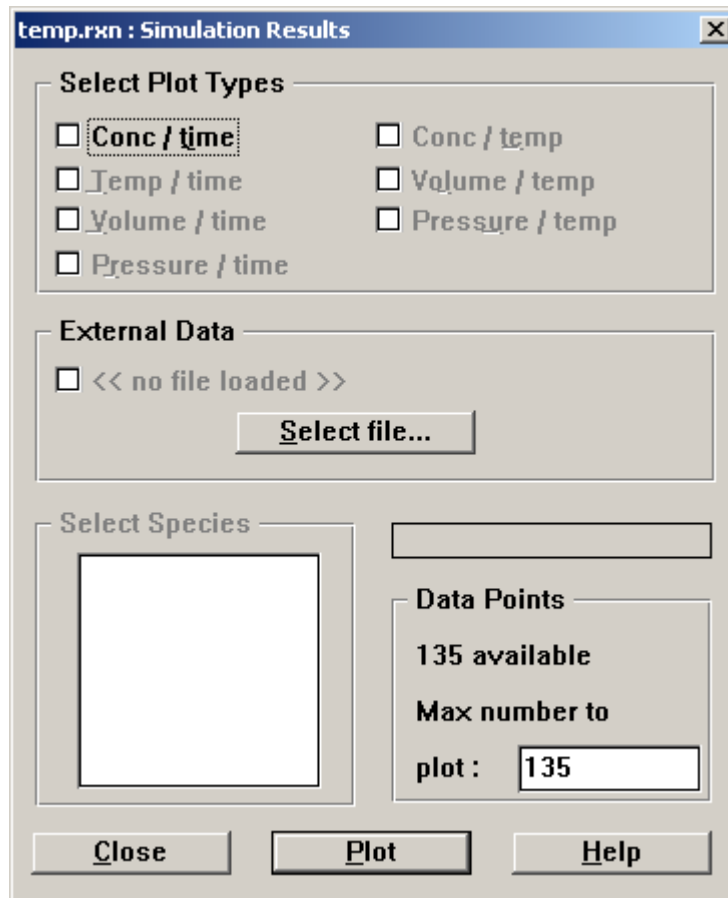 temp.rxn : Simulation Results
Select Plot Types
Conc / time
Conc / temp
Temp / time
Volume / temp
Volume / time
Pressure / temp
Pressure / time
External Data
<< no file loaded >>
Select file...
Select Species
Data Points
135 available
Max number to
plot : 135
Close
Plot
Help